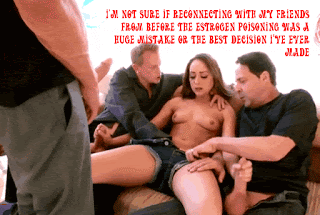 I'M NOT SURE IF RECONNECTING WITH MY FRIENDS
FROM BEFORE THE ESTROGEN POISONING WAS A
HUGE MISTAKE OR THE BEST DECISION I'VE EVER
MADE